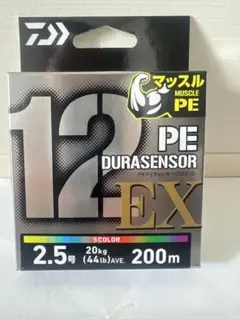 DAIWA
マッスル
MUSCLE
PE
12
PE
DURASENSOR
EX
5COLOR
2.5号
20kg
(44lb)AVE.
200m